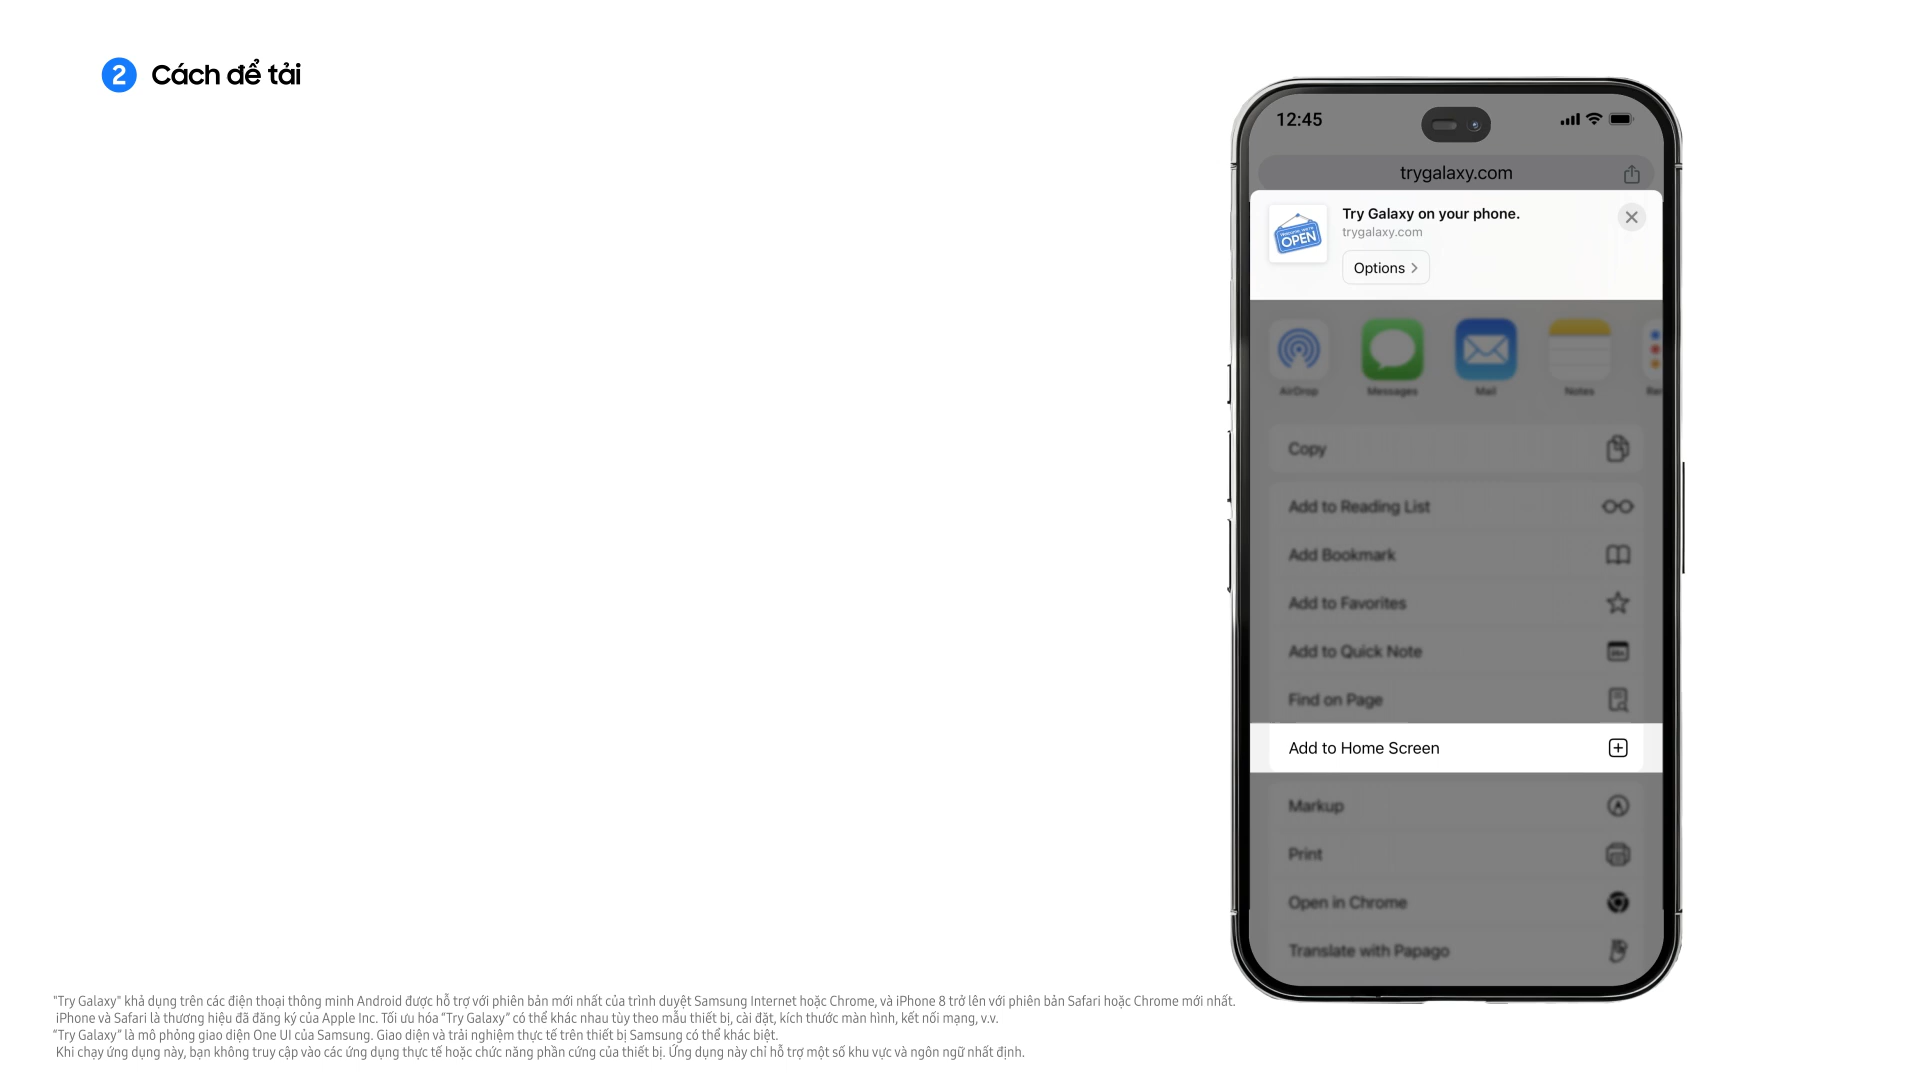 2 Cách để tải
12:45
trygalaxy.com
Try Galaxy on your phone.
trygalaxy.com
OPEN
Options
AirDrop
Messages
Mail
Notes
Copy
Add to Reading List
Add Bookmark
Add to Favorites
Add to Quick Note
Find on Page
Add to Home Screen
Markup
Print
Open in Chrome
Translate with Papago
"Try Galaxy" khả dụng trên các điện thoại thông minh Android được hỗ trợ với phiên bản mới nhất của trình duyệt Samsung Internet hoặc Chrome, và iPhone 8 trở lên với phiên bản Safari hoặc Chrome mới nhất.
iPhone và Safari là thương hiệu đã đăng ký của Apple Inc. Tối ưu hóa “Try Galaxy” có thể khác nhau tùy theo mẫu thiết bị, cài đặt, kích thước màn hình, kết nối mạng, v.v.
“Try Galaxy” là mô phỏng giao diện One UI của Samsung. Giao diện và trải nghiệm thực tế trên thiết bị Samsung có thể khác biệt.
Khi chạy ứng dụng này, bạn không truy cập vào các ứng dụng thực tế hoặc chức năng phần cứng của thiết bị. Ứng dụng này chỉ hỗ trợ một số khu vực và ngôn ngữ nhất định.